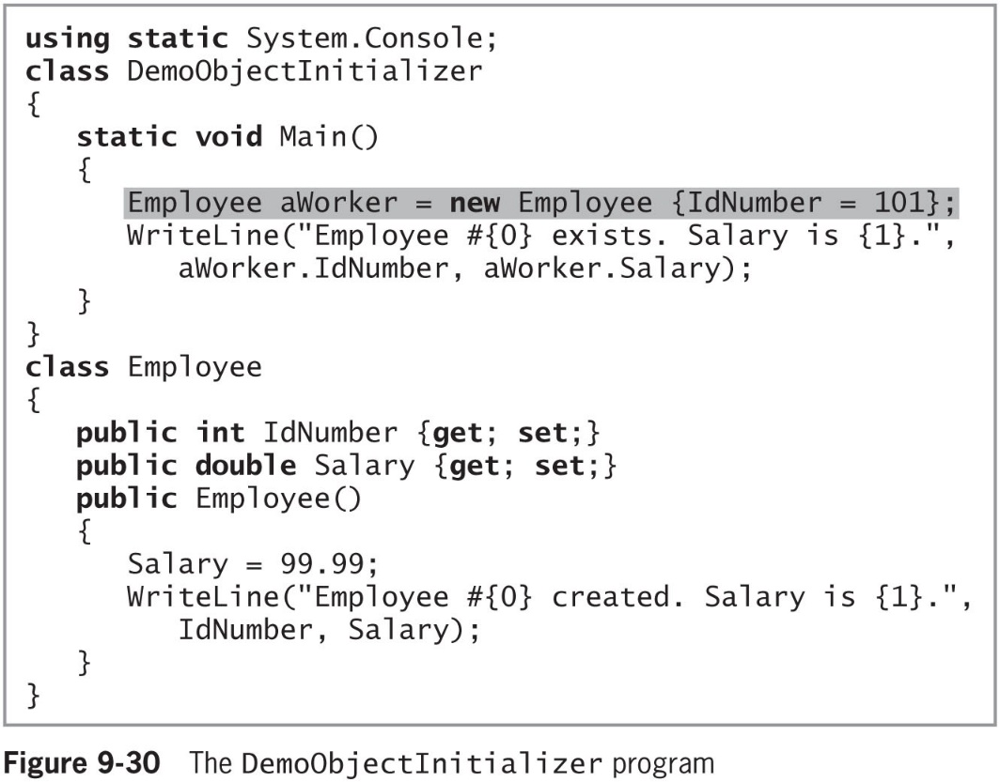 using static System.Console;
class DemoObjectInitializer
{
   static void Main()
   {
      Employee aWorker = new Employee {IdNumber = 101};
      WriteLine("Employee #{0} exists. Salary is {1}.",
         aWorker.IdNumber, aWorker.Salary);
   }
}
class Employee
{
   public int IdNumber {get; set;}
   public double Salary {get; set;}
   public Employee()
   {
      Salary = 99.99;
      WriteLine("Employee #{0} created. Salary is {1}.",
         IdNumber, Salary);
   }
}
Figure 9-30 The DemoObjectInitializer program